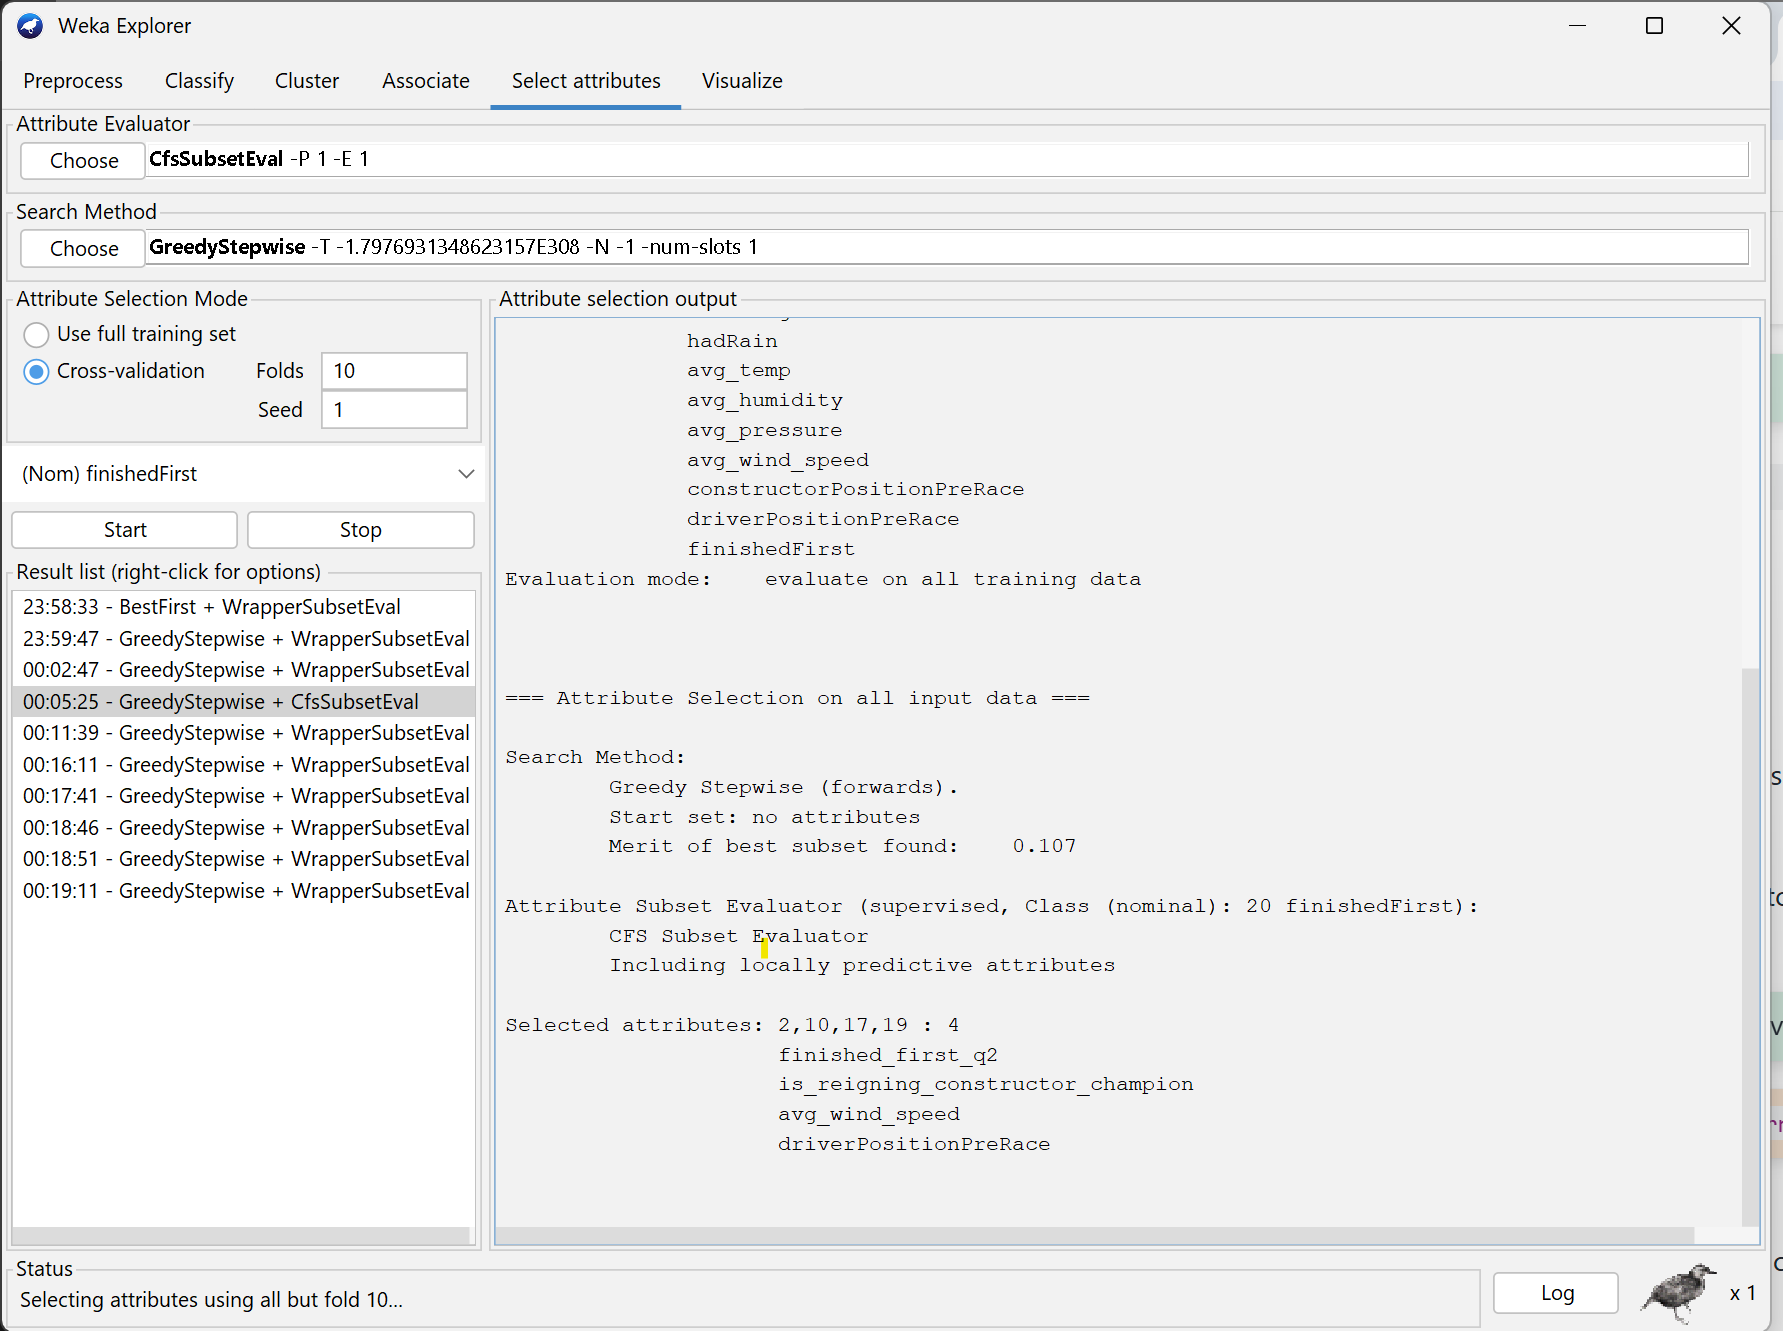 Weka Explorer
Preprocess Classify Cluster Associate Select attributes Visualize
Attribute Evaluator
Choose CfsSubsetEval -P 1 -E 1
Search Method
Choose GreedyStepwise -T -1.7976931348623157E308 -N -1 -num-slots 1
Attribute Selection Mode
Use full training set
Cross-validation Folds 10
Seed 1
(Nom) finishedFirst
Start Stop
Result list (right-click for options)
23:58:33 - BestFirst + WrapperSubsetEval
23:59:47 - GreedyStepwise + WrapperSubsetEval
00:02:47 - GreedyStepwise + WrapperSubsetEval
00:05:25 - GreedyStepwise + CfsSubsetEval
00:11:39 - GreedyStepwise + WrapperSubsetEval
00:16:11 - GreedyStepwise + WrapperSubsetEval
00:17:41 - GreedyStepwise + WrapperSubsetEval
00:18:46 - GreedyStepwise + WrapperSubsetEval
00:18:51 - GreedyStepwise + WrapperSubsetEval
00:19:11 - GreedyStepwise + WrapperSubsetEval
Attribute selection output
hadRain
avg_temp
avg_humidity
avg_pressure
avg_wind_speed
constructorPositionPreRace
driverPositionPreRace
finishedFirst
Evaluation mode: evaluate on all training data
=== Attribute Selection on all input data ===
Search Method:
Greedy Stepwise (forwards).
Start set: no attributes
Merit of best subset found: 0.107
Attribute Subset Evaluator (supervised, Class (nominal): 20 finishedFirst):
CFS Subset Evaluator
Including locally predictive attributes
Selected attributes: 2,10,17,19 : 4
finished_first_q2
is_reigning_constructor_champion
avg_wind_speed
driverPositionPreRace
Status
Selecting attributes using all but fold 10...
Log
x 1